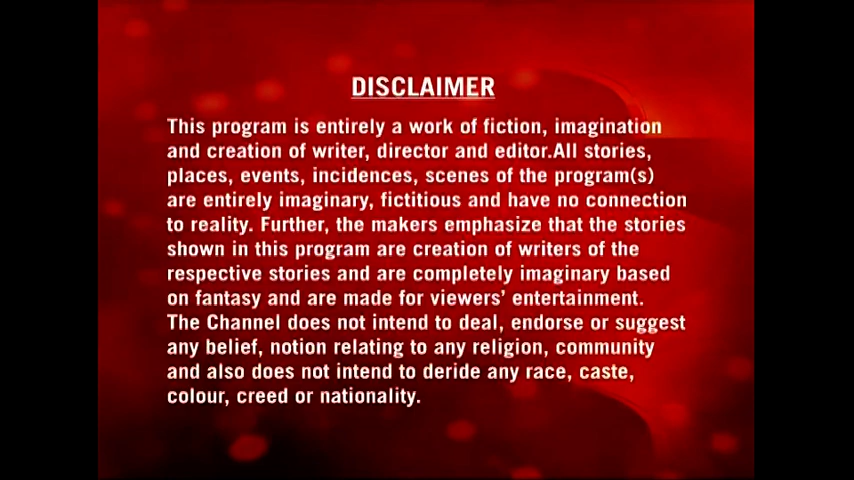 DISCLAIMER
This program is entirely a work of fiction, imagination
and creation of writer, director and editor.All stories,
places, events, incidences, scenes of the program(s)
are entirely imaginary, fictitious and have no connection
to reality. Further, the makers emphasize that the stories
shown in this program are creation of writers of the
respective stories and are completely imaginary based
on fantasy and are made for viewers’ entertainment.
The Channel does not intend to deal, endorse or suggest
any belief, notion relating to any religion, community
and also does not intend to deride any race, caste,
colour, creed or nationality.